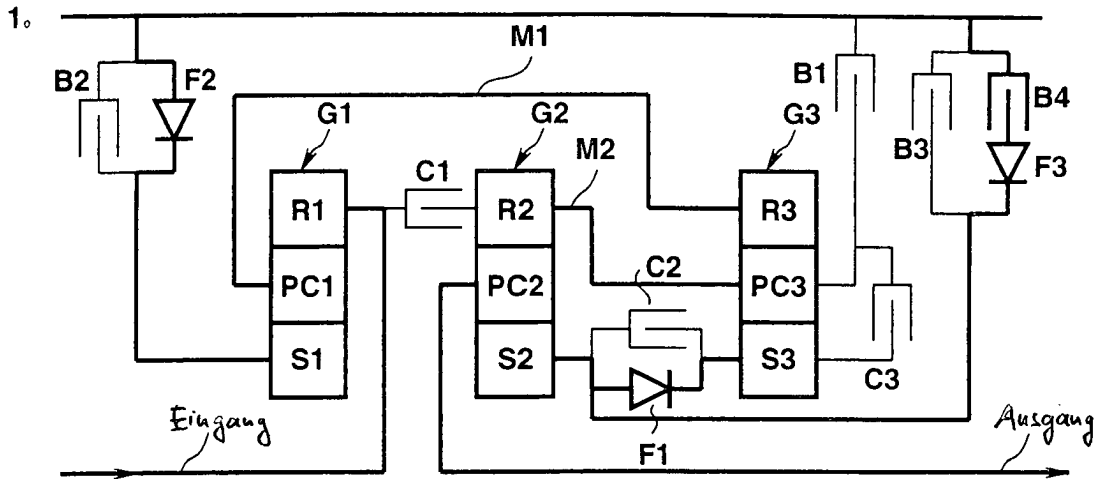 1.
M1
B2
F2
G1
G2
G3
B1
B4
C1
M2
B3
F3
R1
R2
R3
C2
PC1
PC2
PC3
S1
S2
S3
C3
Eingang
F1
Ausgang